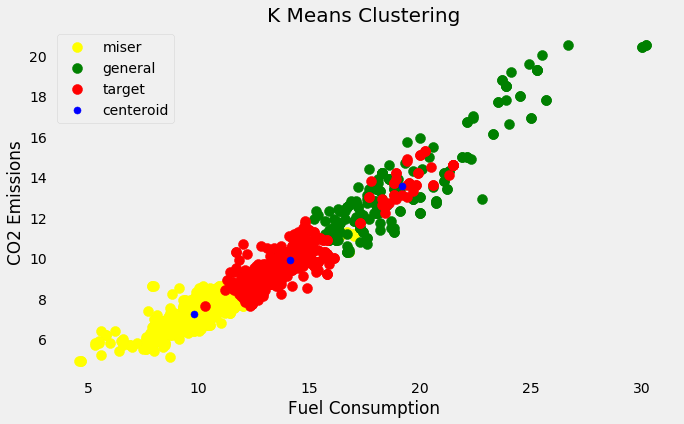 K Means Clustering
miser
general
target
centeroid
CO2 Emissions
20
18
16
14
12
10
8
6
5
10
15
20
25
30
Fuel Consumption